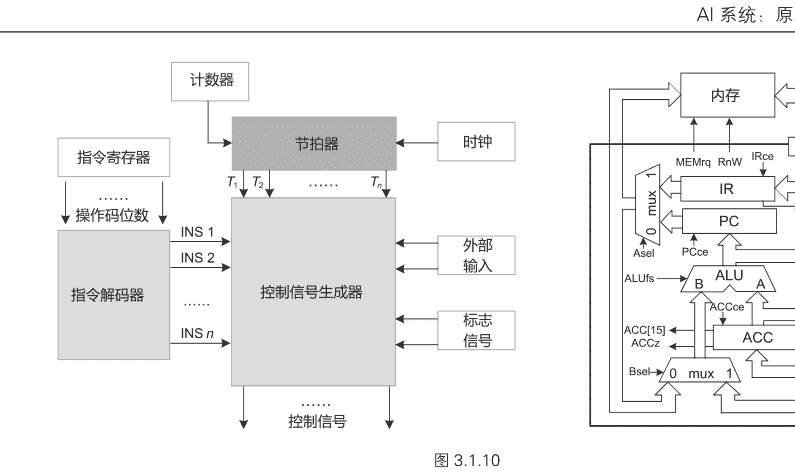 AI 系统：原
计数器
节拍器
时钟
指令寄存器
......
操作码位数
T1
T2
......
Tn
指令解码器
INS 1
INS 2
......
INS n
控制信号生成器
外部
输入
标志
信号
......
控制信号
内存
MEMrq
RnW
IRce
IR
mux
1
0
PC
Asel
PCce
ALUfs
ALU
B
A
ACCce
ACC[15]
ACCz
ACC
Bsel
0
mux
1
图 3.1.10